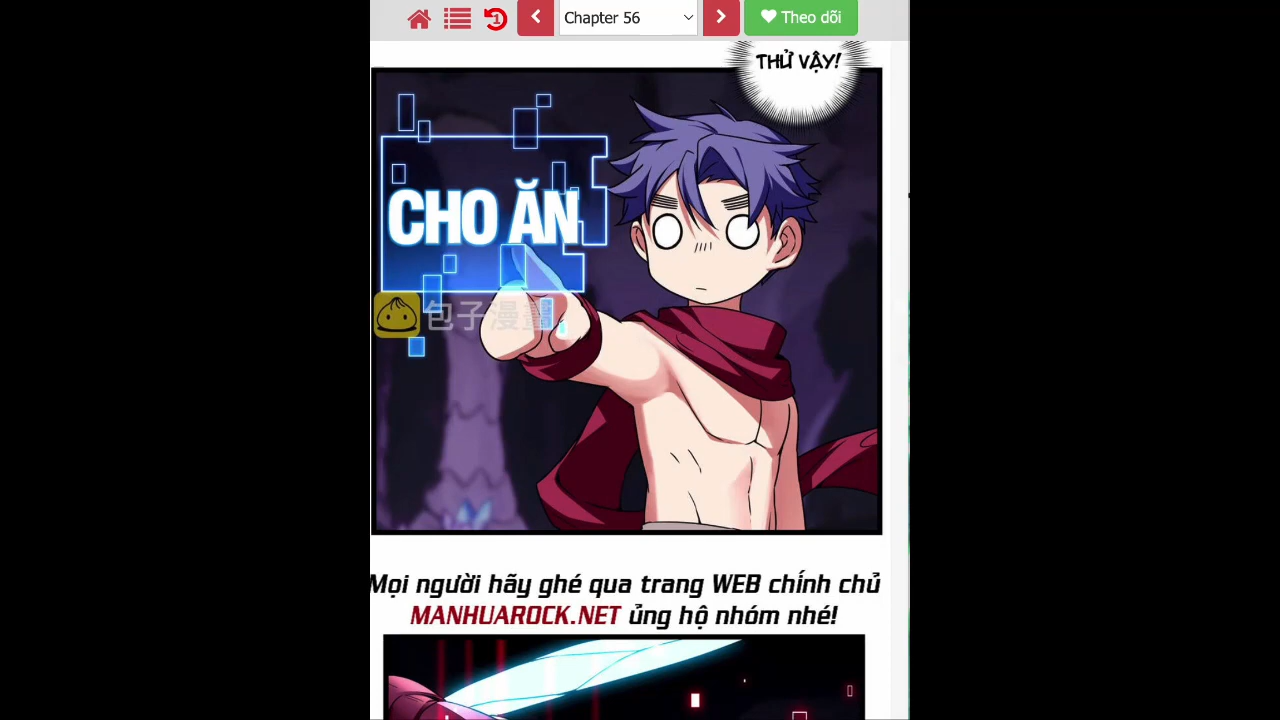 Chapter 56
Theo dõi
THỬ VẬY!
CHO ĂN
包子漫畫
Mọi người hãy ghé qua trang WEB chính chủ
MANHUAROCK.NET ủng hộ nhóm nhé!